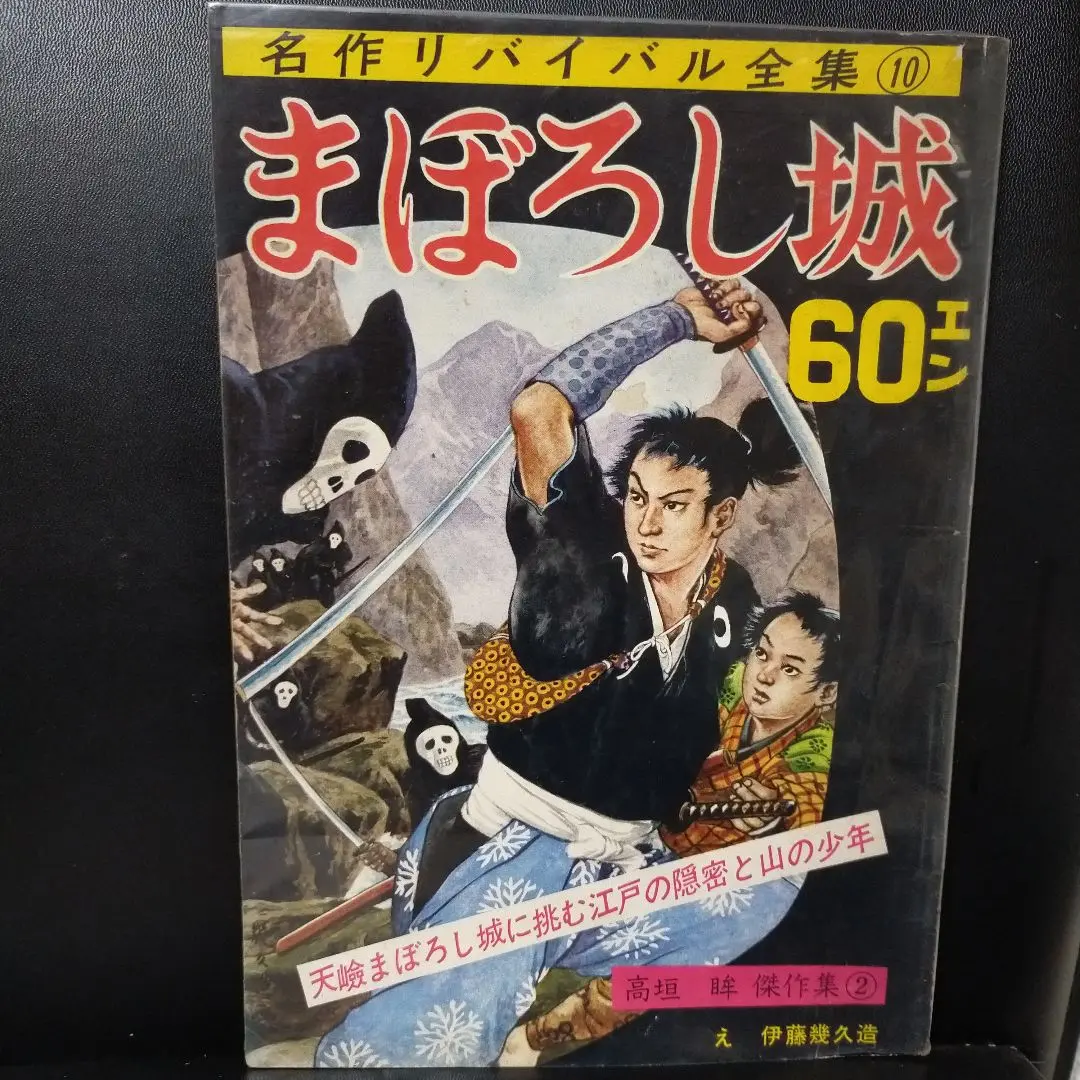 名作リバイバル全集⑩
まぼろし城
60エン
天嶮まぼろし城に挑む江戸の隠密と山の少年
高垣 眸 傑作集②
え 伊藤幾久造